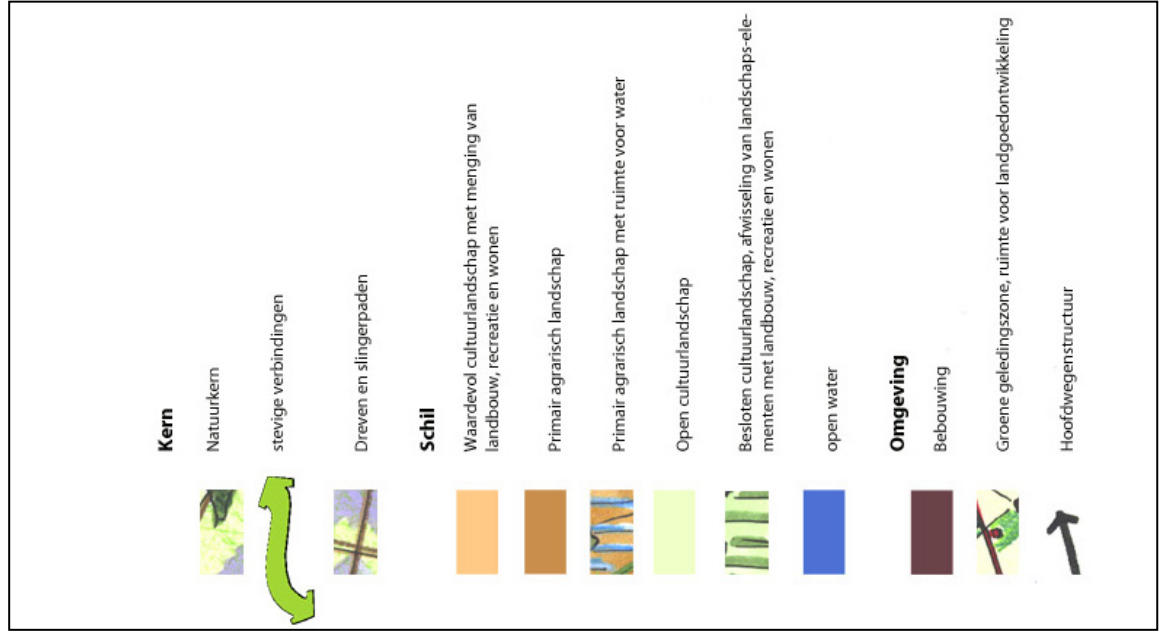 Kern
Natuurkern
stevige verbindingen
Dreven en slingerpaden
Schil
Waardevol cultuurlandschap met menging van
landbouw, recreatie en wonen
Primair agrarisch landschap
Primair agrarisch landschap met ruimte voor water
Open cultuurlandschap
Besloten cultuurlandschap, afwisseling van landschaps-ele-
menten met landbouw, recreatie en wonen
open water
Omgeving
Bebouwing
Groene geledingszone, ruimte voor landgoedontwikkeling
Hoofdwegenstructuur